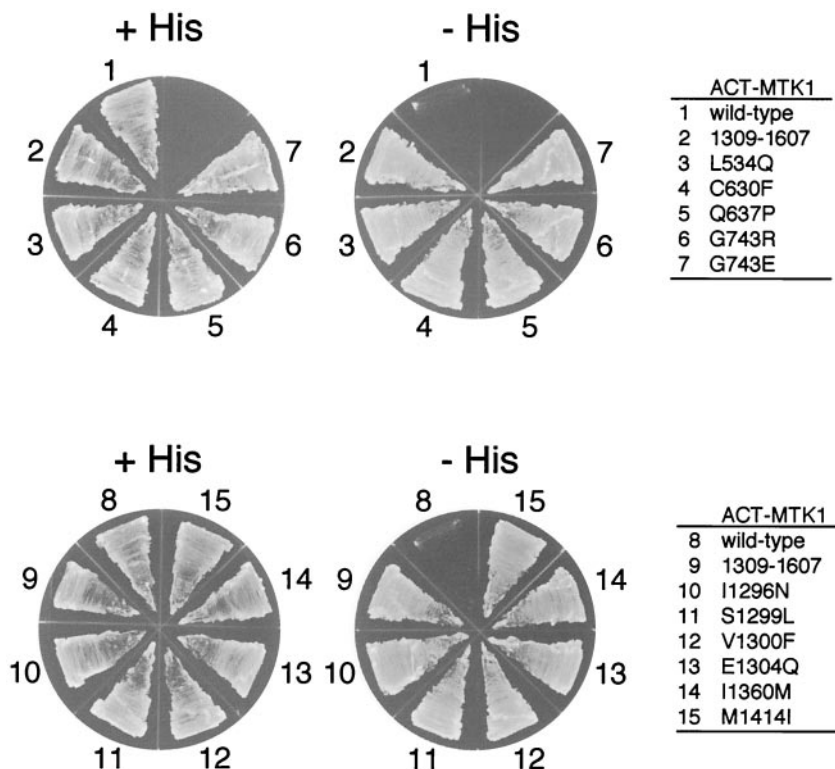 + His
- His
1
2
3
4
5
6
7
1
2
3
4
5
6
7
ACT-MTK1
1 wild-type
2 1309-1607
3 L534Q
4 C630F
5 Q637P
6 G743R
7 G743E
+ His
- His
8
9
10
11
12
13
14
15
8
9
10
11
12
13
14
15
ACT-MTK1
8 wild-type
9 1309-1607
10 I1296N
11 S1299L
12 V1300F
13 E1304Q
14 I1360M
15 M1414I